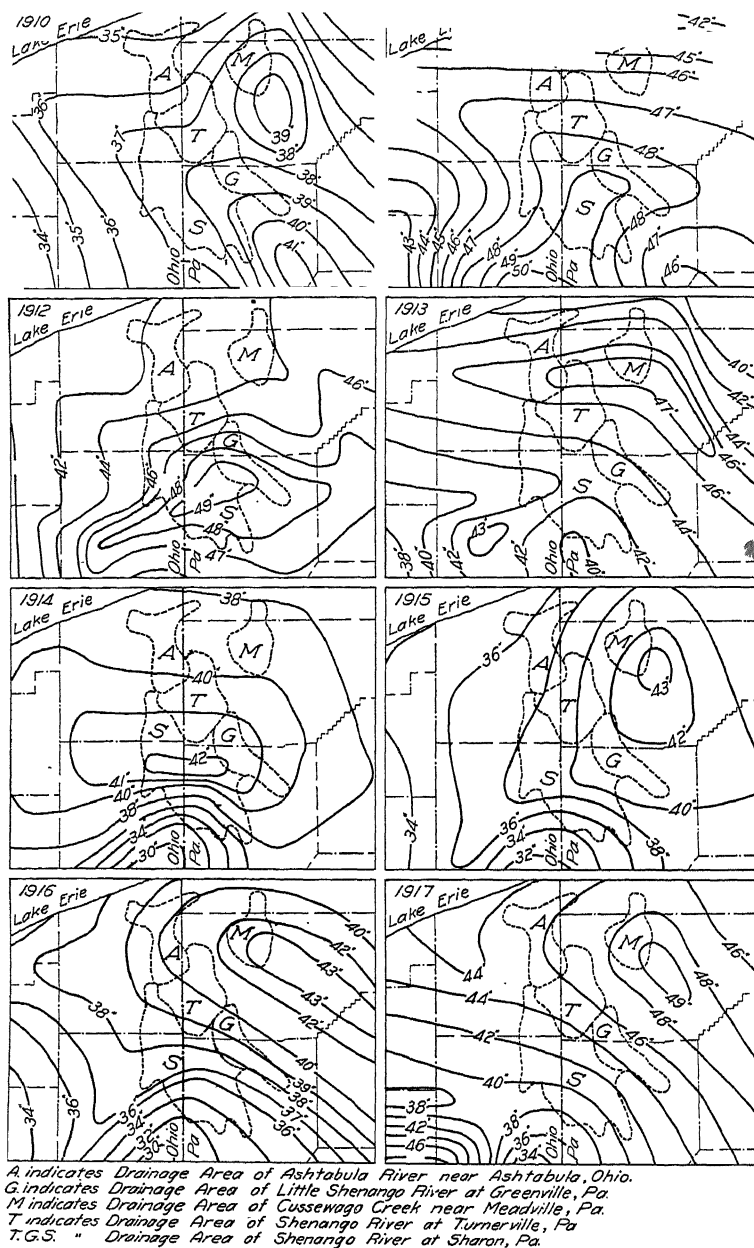 1910
Lake Erie
35°
A
M
36°
37°
T
39
38°
38°
G
39°
40°
41°
S
34°
35°
36°
Ohio
Pa
42°
Lake
45°
46°
A
M
47°
T
G
48°
S
48°
47°
46°
43°
44°
45°
46°
47°
48°
49°
50°
Ohio
Pa
1912
Lake Erie
A
M
46°
T
G
42°
44°
46°
48°
49°
S
48°
47°
Ohio
Pa
1913
Lake Erie
A
M
40°
42°
44°
46°
47°
T
46°
G
44°
S
43°
38°
40°
42°
42°
40°
42°
Ohio
Pa
1914
Lake Erie
38°
A
M
40°
T
S
G
42°
41°
40°
38°
34°
30°
Ohio
Pa
1915
Lake Erie
36°
A
M
43°
T
42°
G
S
40°
34°
36°
34°
32°
38°
Ohio
Pa
1916
Lake Erie
A
M
40°
42°
43°
43°
42°
38°
T
G
S
40°
39°
38°
37°
36°
34°
36°
36°
34°
32°
30°
Ohio
Pa
1917
Lake Erie
A
M
46°
48°
49°
48°
44°
44°
T
G
46°
42°
40°
S
38°
42
46
38°
36°
34°
Ohio
Pa
A. indicates Drainage Area of Ashtabula River near Ashtabula, Ohio.
G. indicates Drainage Area of Little Shenango River at Greenville, Pa.
M indicates Drainage Area of Cussewago Creek near Meadville, Pa.
T indicates Drainage Area of Shenango River at Turnerville, Pa
T.G.S. " Drainage Area of Shenango River at Sharon, Pa.